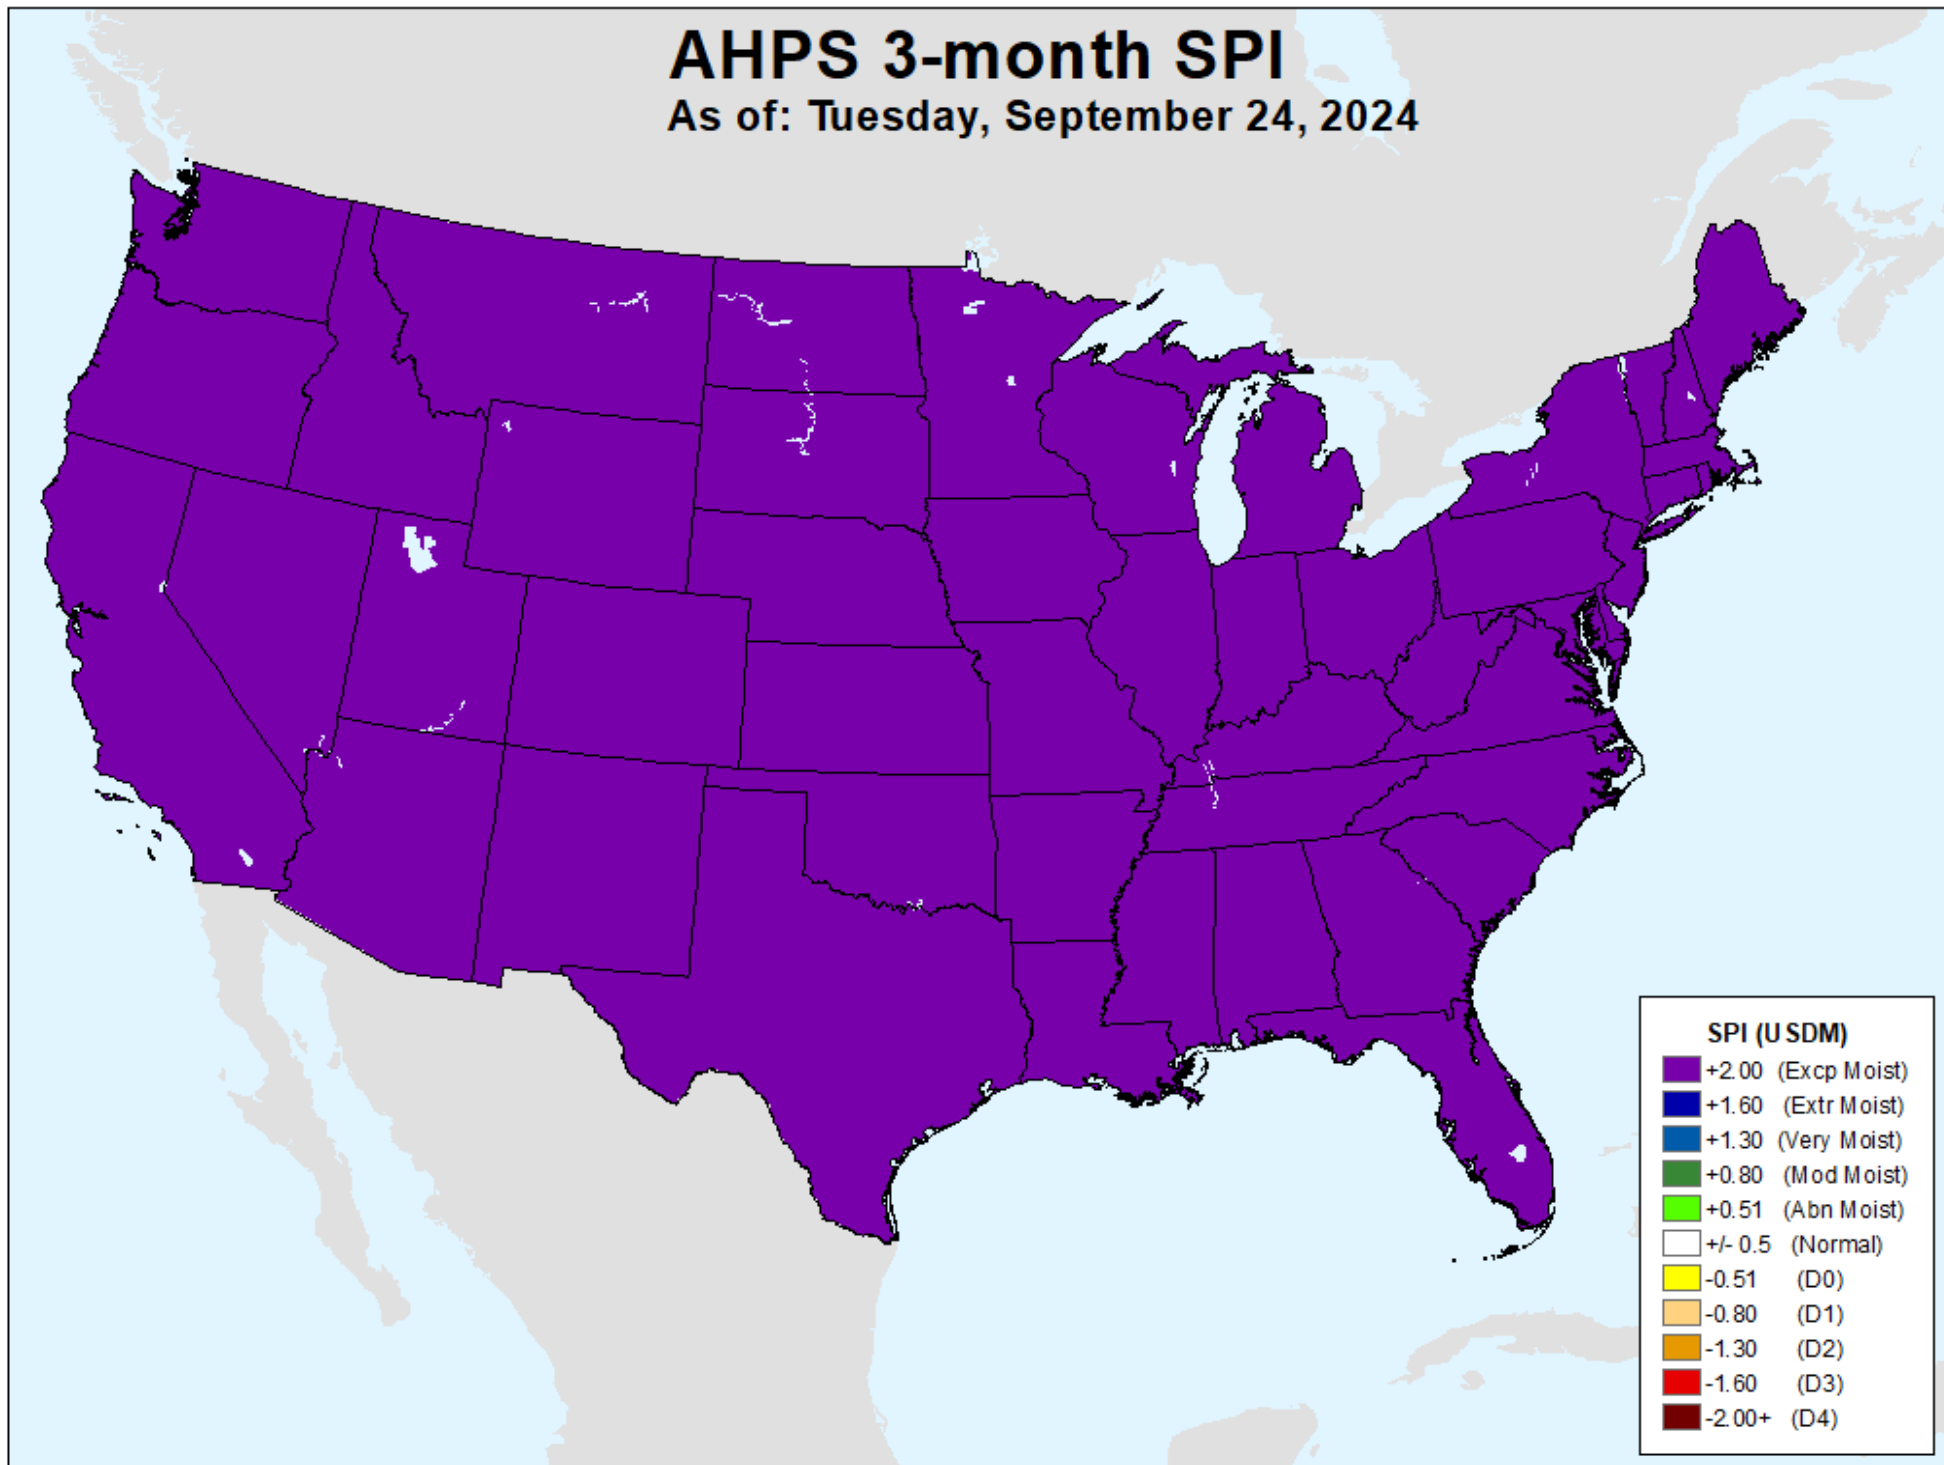 AHPS 3-month SPI
As of: Tuesday, September 24, 2024
SPI (USDM)
+2.00 (Excp Moist)
+1.60 (Extr Moist)
+1.30 (Very Moist)
+0.80 (Mod Moist)
+0.51 (Abn Moist)
+/- 0.5 (Normal)
-0.51 (D0)
-0.80 (D1)
-1.30 (D2)
-1.60 (D3)
-2.00+ (D4)